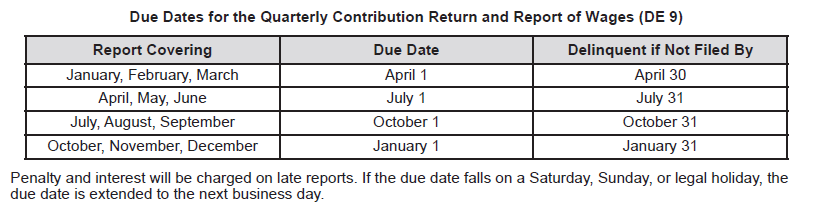 Due Dates for the Quarterly Contribution Return and Report of Wages (DE 9)
Report Covering Due Date Delinquent if Not Filed By
January, February, March April 1 April 30
April, May, June July 1 July 31
July, August, September October 1 October 31
October, November, December January 1 January 31
Penalty and interest will be charged on late reports. If the due date falls on a Saturday, Sunday, or legal holiday, the
due date is extended to the next business day.